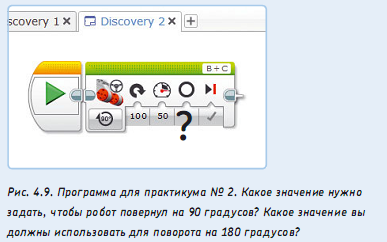 scovery 1 ×
Discovery 2 × +
B + C
90°
100 50 ?
Рис. 4.9. Программа для практикума № 2. Какое значение нужно
задать, чтобы робот повернул на 90 градусов? Какое значение вы
должны использовать для поворота на 180 градусов?